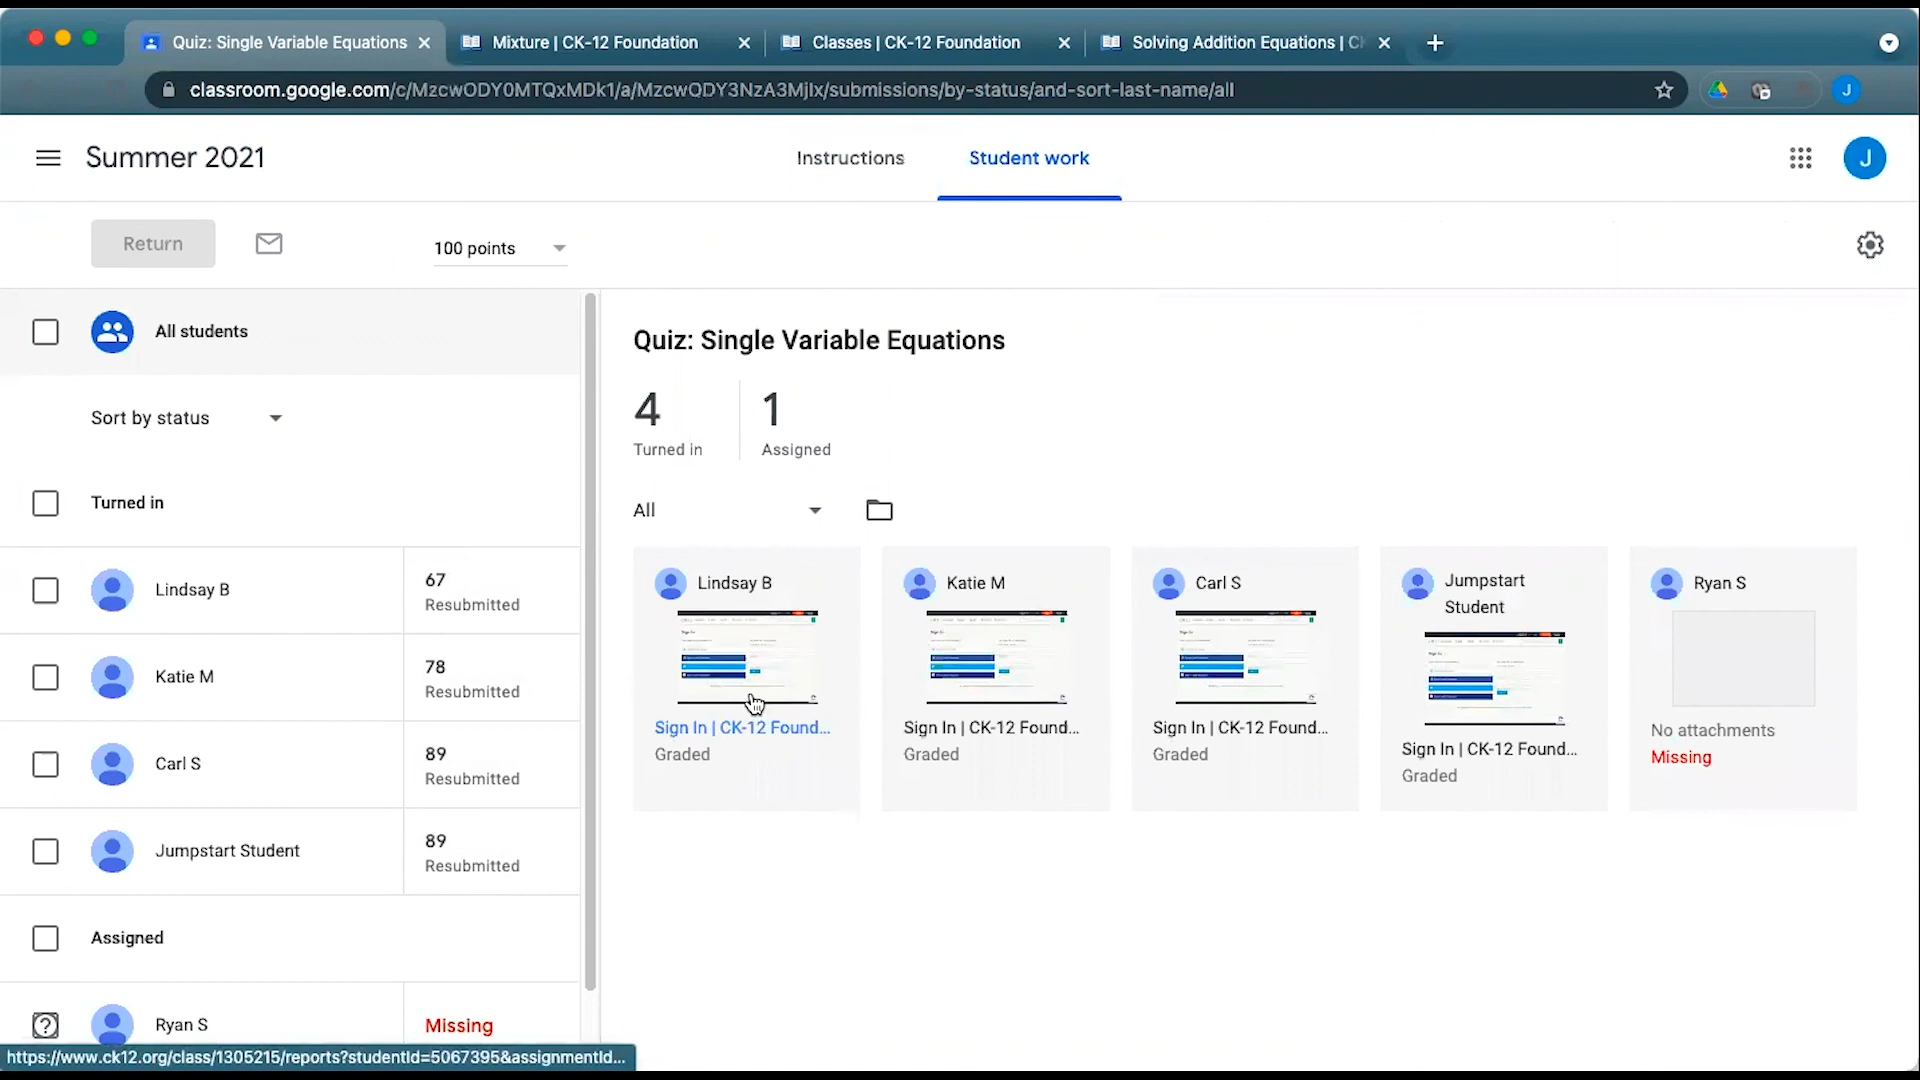 Quiz: Single Variable Equations
Mixture | CK-12 Foundation
Classes | CK-12 Foundation
Solving Addition Equations |
classroom.google.com/c/MzcwODY0MTQxMDk1/a/MzcwODY3NzA3Mjlx/submissions/by-status/and-sort-last-name/all
J
Summer 2021
Instructions
Student work
J
Return
100 points
All students
Sort by status
Turned in
Lindsay B
67
Resubmitted
Katie M
78
Resubmitted
Carl S
89
Resubmitted
Jumpstart Student
89
Resubmitted
Assigned
Ryan S
Missing
Quiz: Single Variable Equations
4
Turned in
1
Assigned
All
Lindsay B
Sign In | CK-12 Found...
Graded
Katie M
Sign In | CK-12 Found...
Graded
Carl S
Sign In | CK-12 Found...
Graded
Jumpstart
Student
Sign In | CK-12 Found...
Graded
Ryan S
No attachments
Missing
https://www.ck12.org/class/1305215/reports?studentId=5067395&assignmentId...